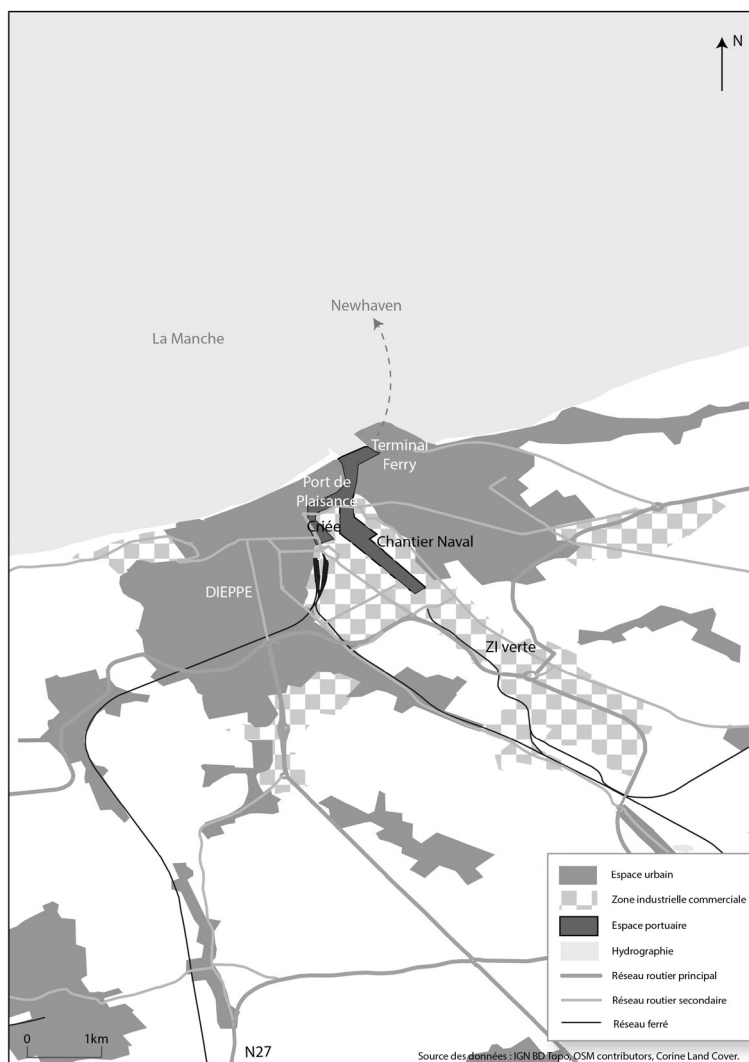 N
Newhaven
La Manche
Terminal
Ferry
Port de
Plaisance
Criée
Chantier Naval
DIEPPE
ZI verte
Espace urbain
Zone industrielle commerciale
Espace portuaire
Hydrographie
Réseau routier principal
Réseau routier secondaire
Réseau ferré
0 1km
N27
Source des données : IGN BD Topo, OSM contributors, Corine Land Cover